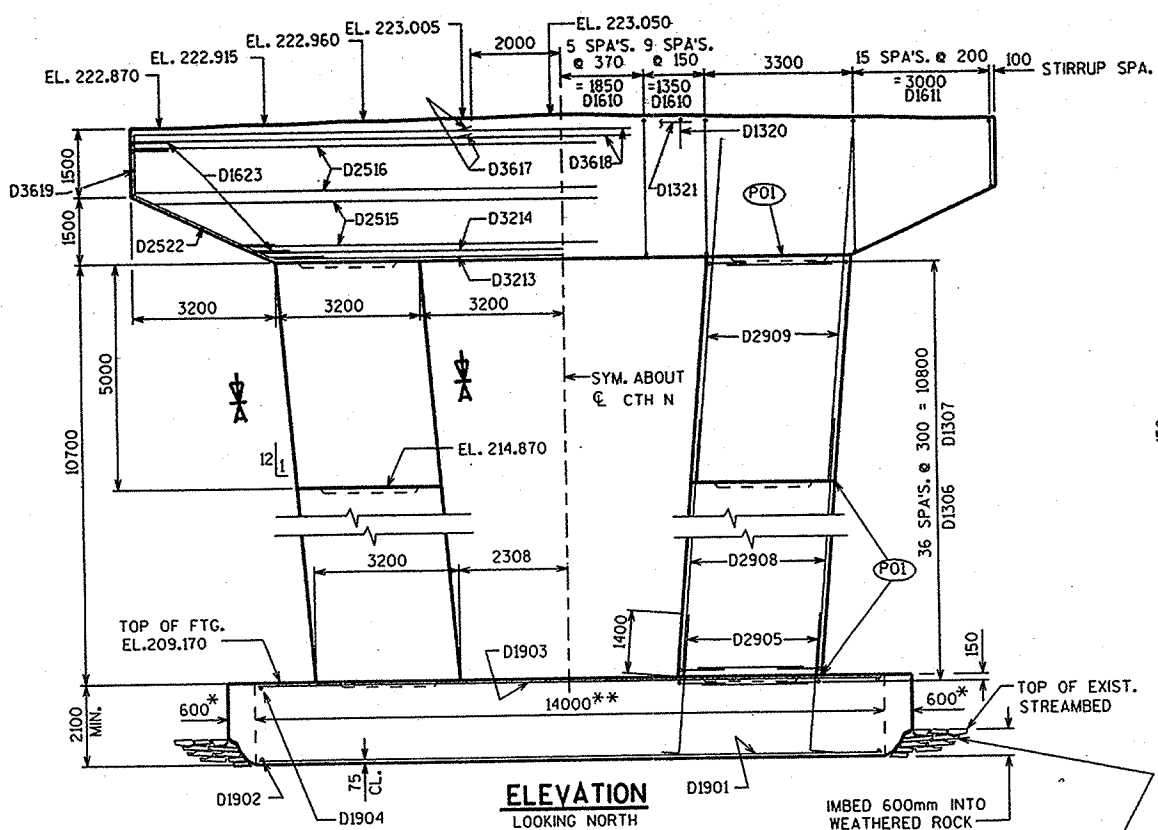 EL. 223.050
EL. 223.005
EL. 222.960
EL. 222.915
EL. 222.870
2000
5 SPA'S. @ 370 = 1850 D1610
9 SPA'S. @ 150 =1350 D1610
3300
15 SPA'S. @ 200 = 3000 D1611
100
STIRRUP SPA.
D1320
D3618
D3617
D2516
D1623
D1321
D3619
1500
1500
P01
D2515
D3214
D2522
D3213
3200
3200
3200
D2909
5000
SYM. ABOUT
℄ CTH N
A
A
10700
12
1
EL. 214.870
36 SPA'S. @ 300 = 10800
D1306 D1307
3200
2308
D2908
P01
1400
D2905
150
TOP OF FTG.
EL.209.170
D1903
TOP OF EXIST.
STREAMBED
600*
14000**
600*
2100
MIN.
75
CL.
D1902
D1904
D1901
ELEVATION
LOOKING NORTH
IMBED 600mm INTO
WEATHERED ROCK